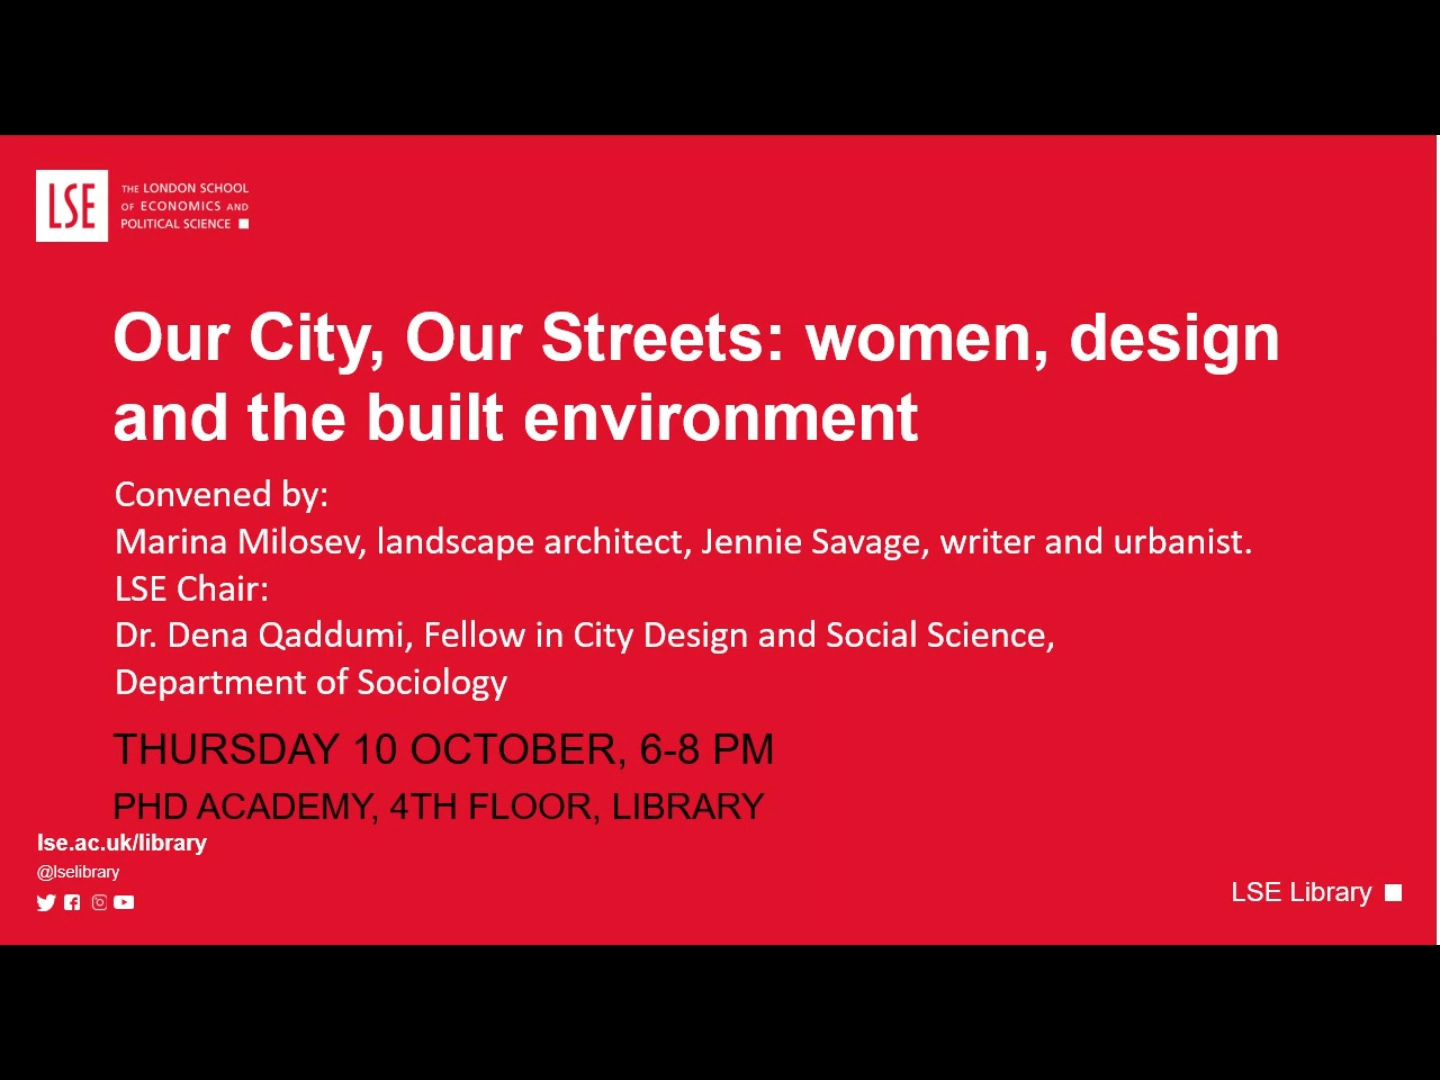 LSE
THE LONDON SCHOOL
OF ECONOMICS AND
POLITICAL SCIENCE
Our City, Our Streets: women, design
and the built environment
Convened by:
Marina Milosev, landscape architect, Jennie Savage, writer and urbanist.
LSE Chair:
Dr. Dena Qaddumi, Fellow in City Design and Social Science,
Department of Sociology
THURSDAY 10 OCTOBER, 6-8 PM
PHD ACADEMY, 4TH FLOOR, LIBRARY
lse.ac.uk/library
@lselibrary
LSE Library